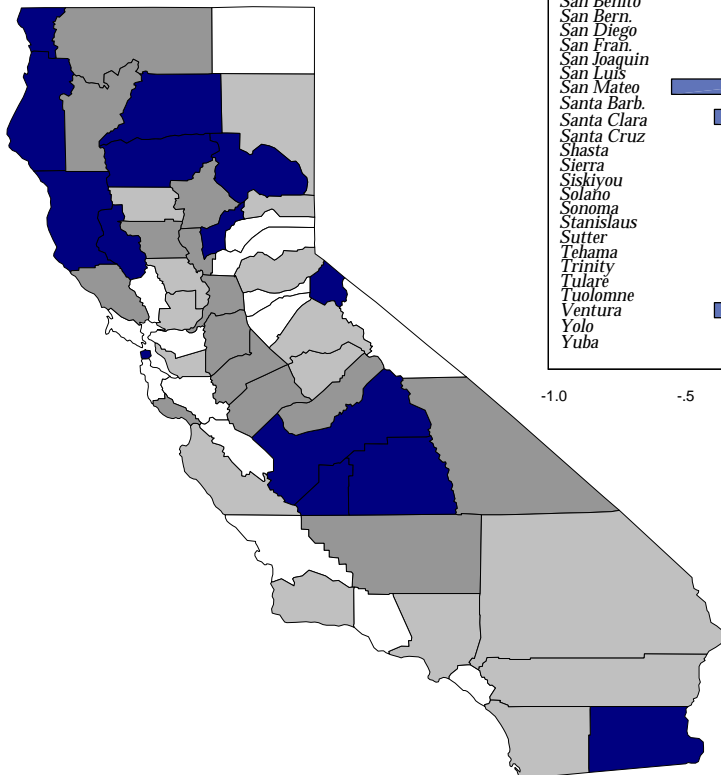 San Benito
San Bern.
San Diego
San Fran.
San Joaquin
San Luis
San Mateo
Santa Barb.
Santa Clara
Santa Cruz
Shasta
Sierra
Siskiyou
Solano
Sonoma
Stanislaus
Sutter
Tehama
Trinity
Tulare
Tuolomne
Ventura
Yolo
Yuba
-1.0 -.5